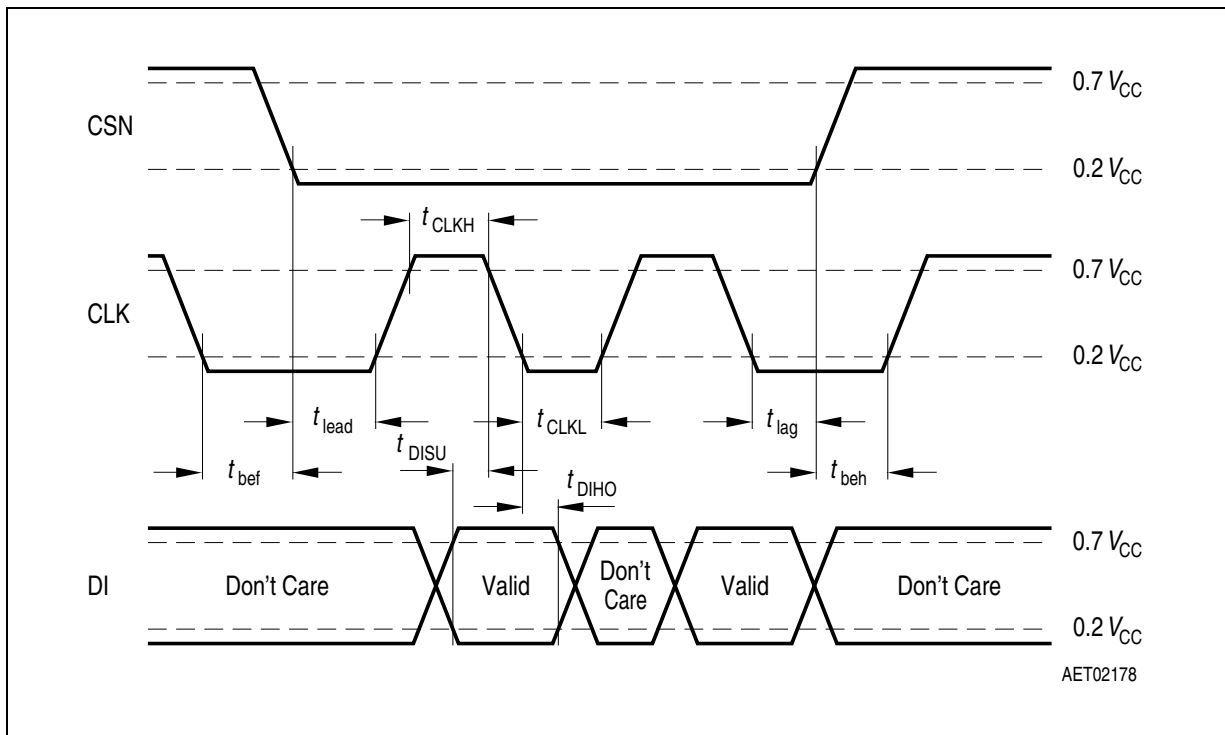 0.7 VCC
CSN
0.2 VCC
tCLKH
0.7 VCC
CLK
0.2 VCC
tlead
tCLKL
tlag
tDISU
tbef
tDIHO
tbeh
0.7 VCC
DI
Don't Care
Valid
Don't
Care
Valid
Don't Care
0.2 VCC
AET02178